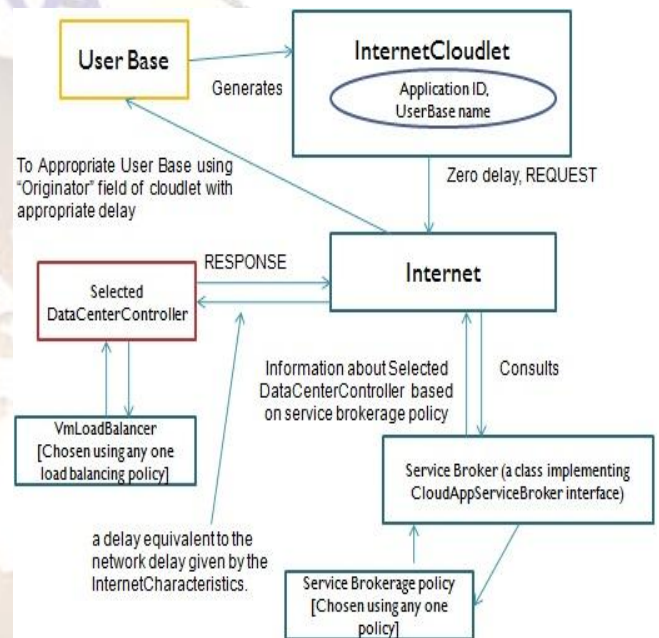 User Base
Generates
InternetCloudlet
Application ID,
UserBase name
To Appropriate User Base using
“Originator” field of cloudlet with
appropriate delay
Zero delay, REQUEST
Internet
RESPONSE
Selected
DataCenterController
Information about Selected
DataCenterController based
on service brokerage policy
Consults
VmLoadBalancer
[Chosen using any one
load balancing policy]
Service Broker (a class implementing
CloudAppServiceBroker interface)
a delay equivalent to the
network delay given by the
InternetCharacteristics.
Service Brokerage policy
[Chosen using any one
policy]